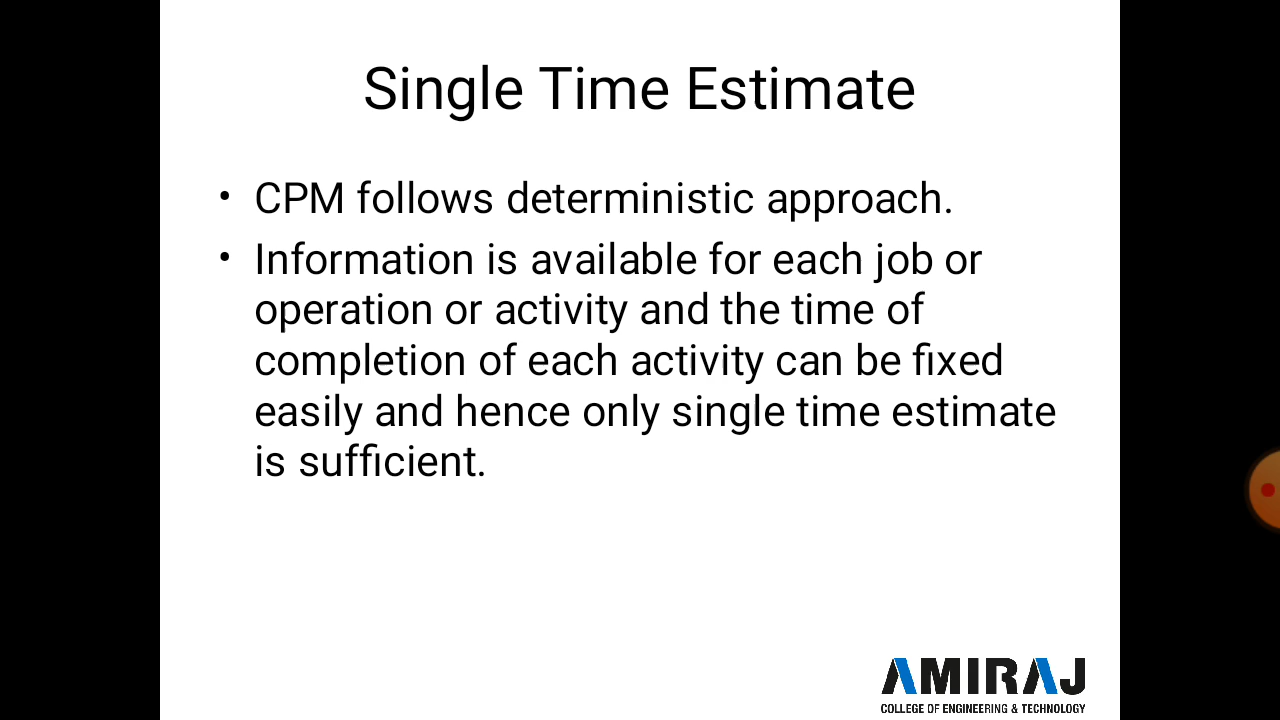 Single Time Estimate
• CPM follows deterministic approach.
• Information is available for each job or
operation or activity and the time of
completion of each activity can be fixed
easily and hence only single time estimate
is sufficient.
AMIRAJ
COLLEGE OF ENGINEERING & TECHNOLOGY